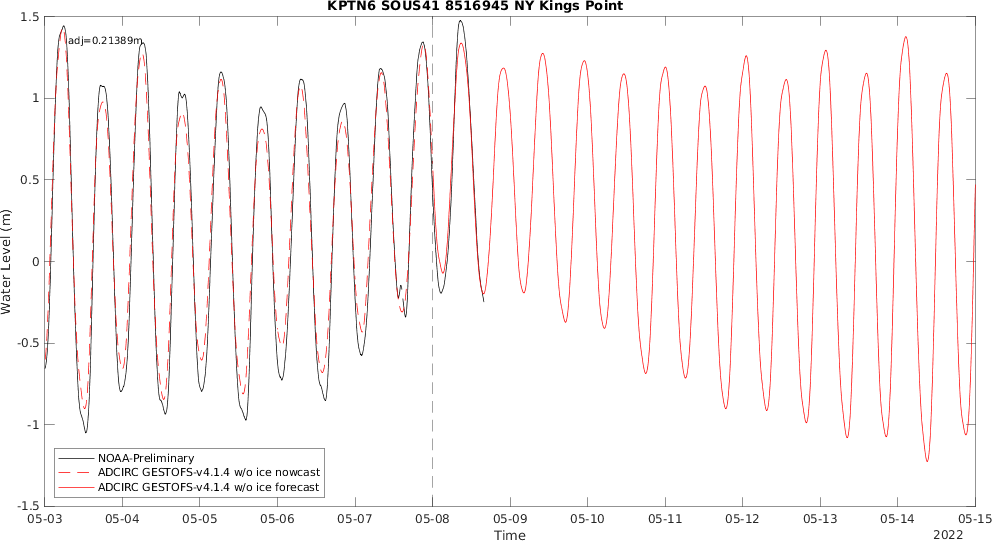 KPTN6 SOUS41 8516945 NY Kings Point
adj=0.21389m
1.5
1
0.5
0
-0.5
-1
-1.5
Water Level (m)
NOAA-Preliminary
ADCIRC GESTOFS-v4.1.4 w/o ice nowcast
ADCIRC GESTOFS-v4.1.4 w/o ice forecast
05-03 05-04 05-05 05-06 05-07 05-08 05-09 05-10 05-11 05-12 05-13 05-14 05-15
Time
2022